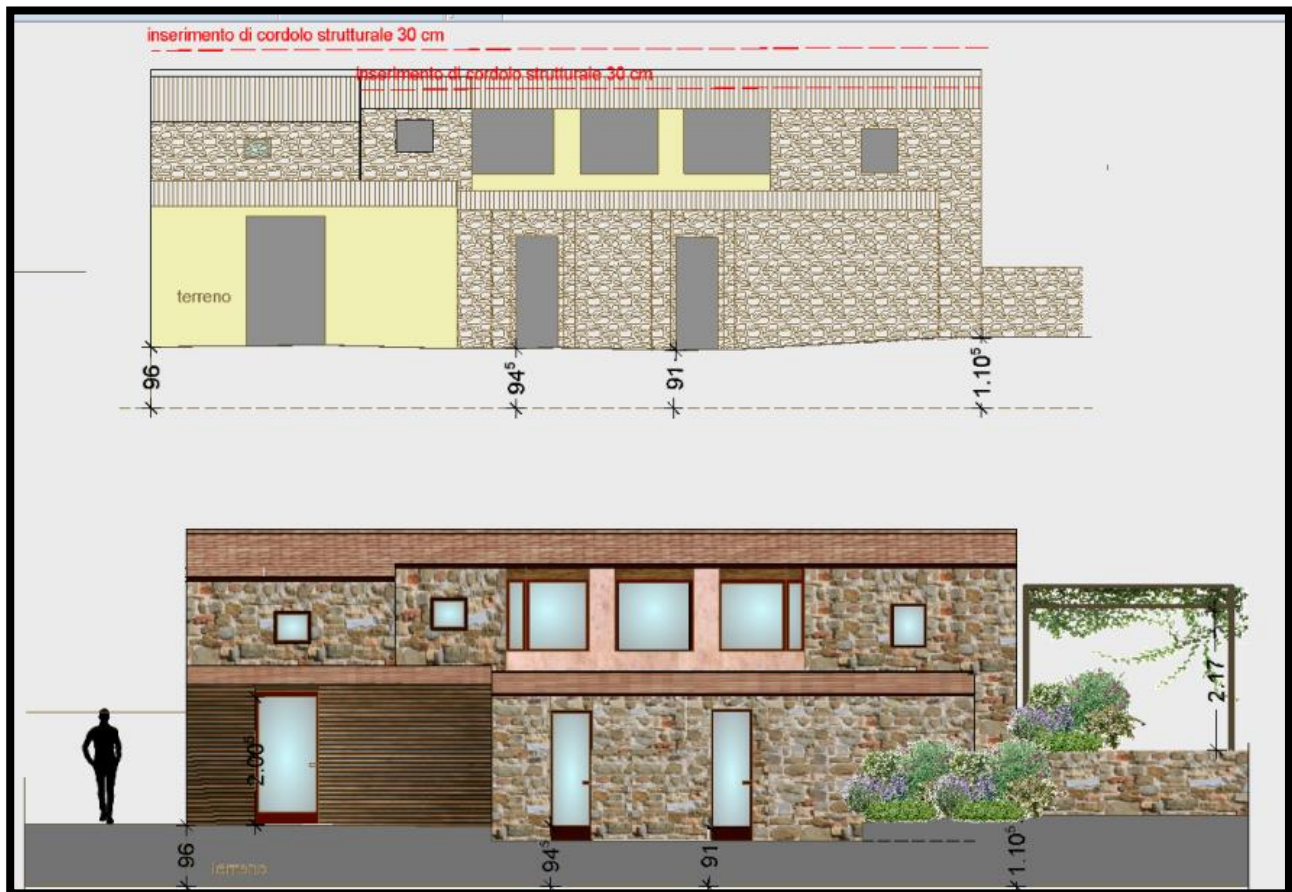 inserimento di cordolo strutturale 30 cm
inserimento di cordolo strutturale 30 cm
terreno
96
94⁵
91
1.10⁵
2.17
2.00⁵
96
94⁵
91
1.10⁵
terreno